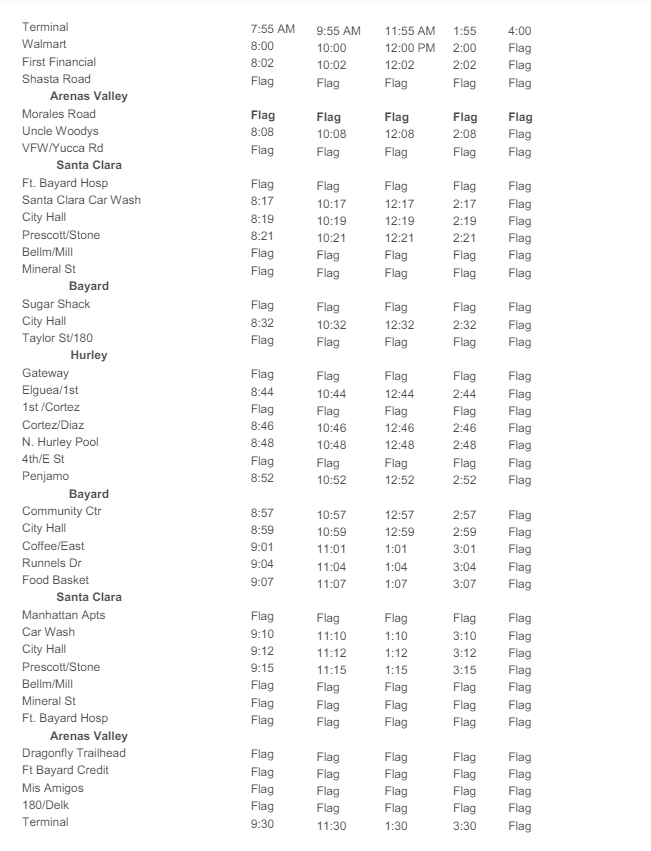 Terminal 7:55 AM 9:55 AM 11:55 AM 1:55 4:00
Walmart 8:00 10:00 12:00 PM 2:00 Flag
First Financial 8:02 10:02 12:02 2:02 Flag
Shasta Road Flag Flag Flag Flag Flag
Arenas Valley
Morales Road Flag Flag Flag Flag Flag
Uncle Woodys 8:08 10:08 12:08 2:08 Flag
VFW/Yucca Rd Flag Flag Flag Flag Flag
Santa Clara
Ft. Bayard Hosp Flag Flag Flag Flag Flag
Santa Clara Car Wash 8:17 10:17 12:17 2:17 Flag
City Hall 8:19 10:19 12:19 2:19 Flag
Prescott/Stone 8:21 10:21 12:21 2:21 Flag
Bellm/Mill Flag Flag Flag Flag Flag
Mineral St Flag Flag Flag Flag Flag
Bayard
Sugar Shack Flag Flag Flag Flag Flag
City Hall 8:32 10:32 12:32 2:32 Flag
Taylor St/180 Flag Flag Flag Flag Flag
Hurley
Gateway Flag Flag Flag Flag Flag
Elguea/1st 8:44 10:44 12:44 2:44 Flag
1st /Cortez Flag Flag Flag Flag Flag
Cortez/Diaz 8:46 10:46 12:46 2:46 Flag
N. Hurley Pool 8:48 10:48 12:48 2:48 Flag
4th/E St Flag Flag Flag Flag Flag
Penjamo 8:52 10:52 12:52 2:52 Flag
Bayard
Community Ctr 8:57 10:57 12:57 2:57 Flag
City Hall 8:59 10:59 12:59 2:59 Flag
Coffee/East 9:01 11:01 1:01 3:01 Flag
Runnels Dr 9:04 11:04 1:04 3:04 Flag
Food Basket 9:07 11:07 1:07 3:07 Flag
Santa Clara
Manhattan Apts Flag Flag Flag Flag Flag
Car Wash 9:10 11:10 1:10 3:10 Flag
City Hall 9:12 11:12 1:12 3:12 Flag
Prescott/Stone 9:15 11:15 1:15 3:15 Flag
Bellm/Mill Flag Flag Flag Flag Flag
Mineral St Flag Flag Flag Flag Flag
Ft. Bayard Hosp Flag Flag Flag Flag Flag
Arenas Valley
Dragonfly Trailhead Flag Flag Flag Flag Flag
Ft Bayard Credit Flag Flag Flag Flag Flag
Mis Amigos Flag Flag Flag Flag Flag
180/Delk Flag Flag Flag Flag Flag
Terminal 9:30 11:30 1:30 3:30 Flag